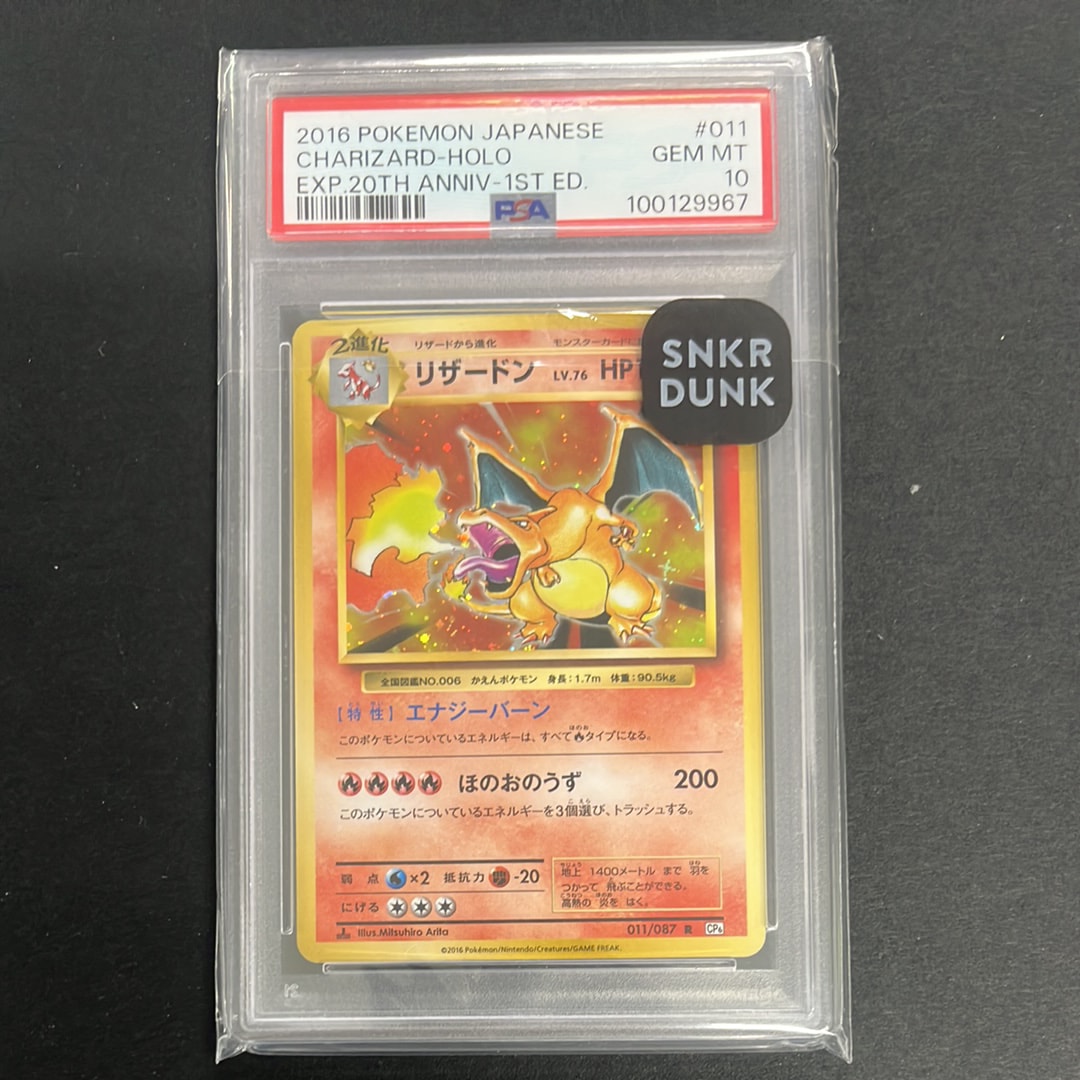 2016 POKEMON JAPANESE #011
CHARIZARD-HOLO GEM MT
EXP.20TH ANNIV-1ST ED. 10
PSA 100129967
SNKR
DUNK
2進化 リザードから進化
リザードン LV.76 HP
全国図鑑NO.006 かえんポケモン 身長:1.7m 体重:90.5kg
[特性] エナジーバーン
このポケモンについているエネルギーは、すべてタイプになる。
ほのおのうず 200
このポケモンについているエネルギーを3個選び、トラッシュする。
弱点 ×2 抵抗力 -20
にげる
地上 1400メートル まで 羽を
つかって 飛ぶことができる。
高熱の 炎を はく。
Illus.Mitsuhiro Arita 011/087 R CP6
©2016 Pokémon/Nintendo/Creatures/GAME FREAK.